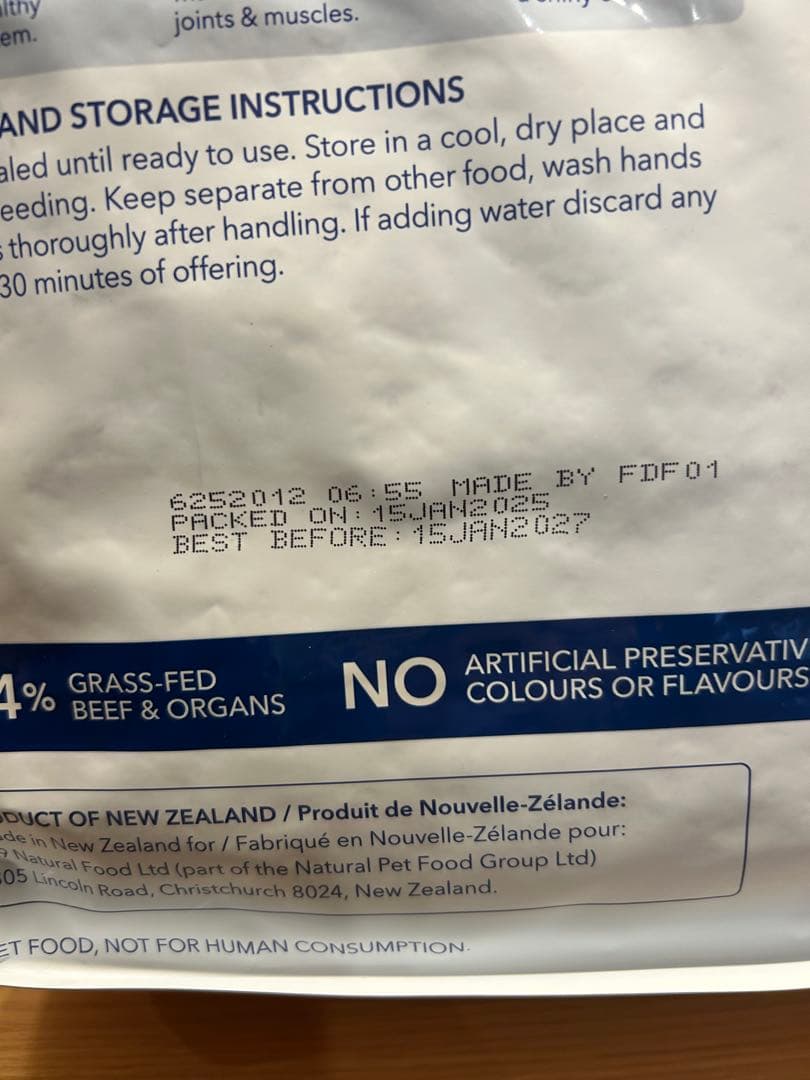 joints & muscles.
em.
AND STORAGE INSTRUCTIONS
aled until ready to use. Store in a cool, dry place and
eeding. Keep separate from other food, wash hands
s thoroughly after handling. If adding water discard any
30 minutes of offering.
6252012 06:55 MADE BY FDF01
PACKED ON:15JAN2025
BEST BEFORE:15JAN2027
4% GRASS-FED
BEEF & ORGANS
NO ARTIFICIAL PRESERVATIV
COLOURS OR FLAVOURS
DUCT OF NEW ZEALAND / Produit de Nouvelle-Zélande:
de in New Zealand for / Fabriqué en Nouvelle-Zélande pour:
9 Natural Food Ltd (part of the Natural Pet Food Group Ltd)
05 Lincoln Road, Christchurch 8024, New Zealand.
ET FOOD, NOT FOR HUMAN CONSUMPTION.